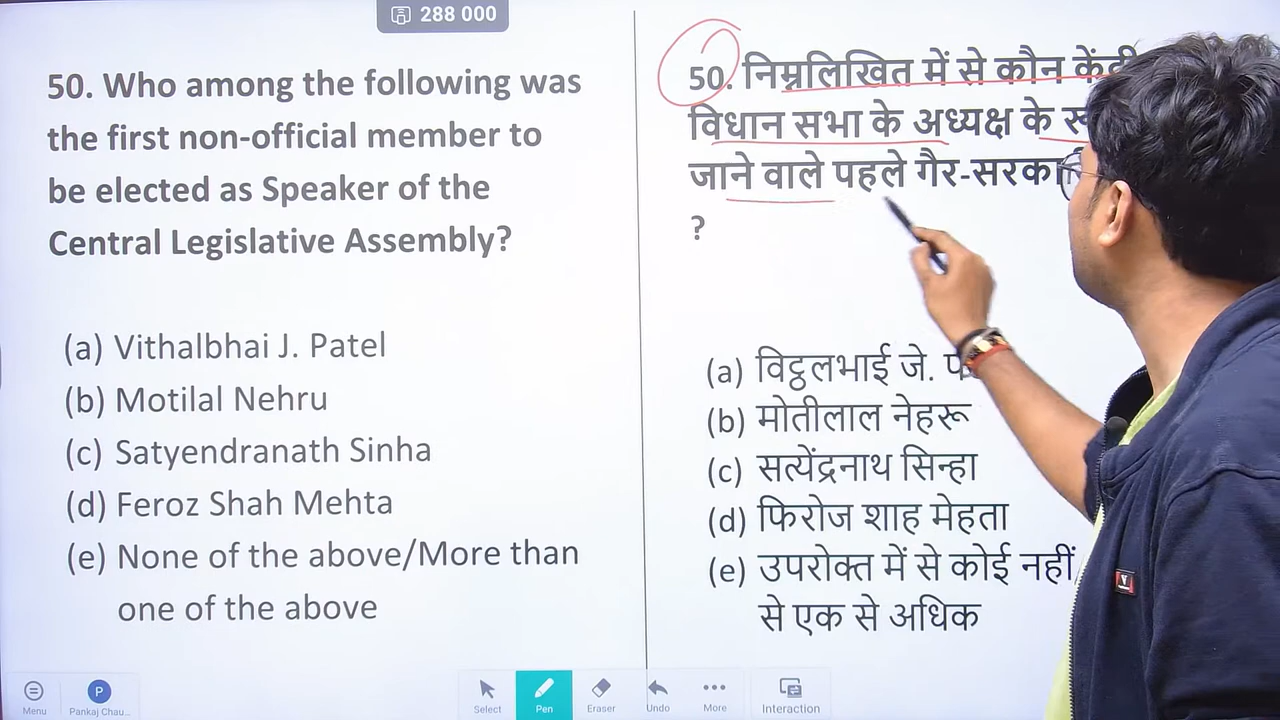 288 000
50. Who among the following was
the first non-official member to
be elected as Speaker of the
Central Legislative Assembly?
(a) Vithalbhai J. Patel
(b) Motilal Nehru
(c) Satyendranath Sinha
(d) Feroz Shah Mehta
(e) None of the above/More than
one of the above
50. निम्नलिखित में से कौन
विधान सभा के अध्यक्ष के
जाने वाले पहले
?
(a) विट्ठलभाई जे.
(b) मोतीलाल नेहरू
(c) सत्येंद्रनाथ सिन्हा
(d) फिरोज शाह मेहता
(e) उपरोक्त में से कोई नहीं
से एक से अधिक
Menu
Pankaj Chau...
Select
Pen
Eraser
Undo
More
Interaction